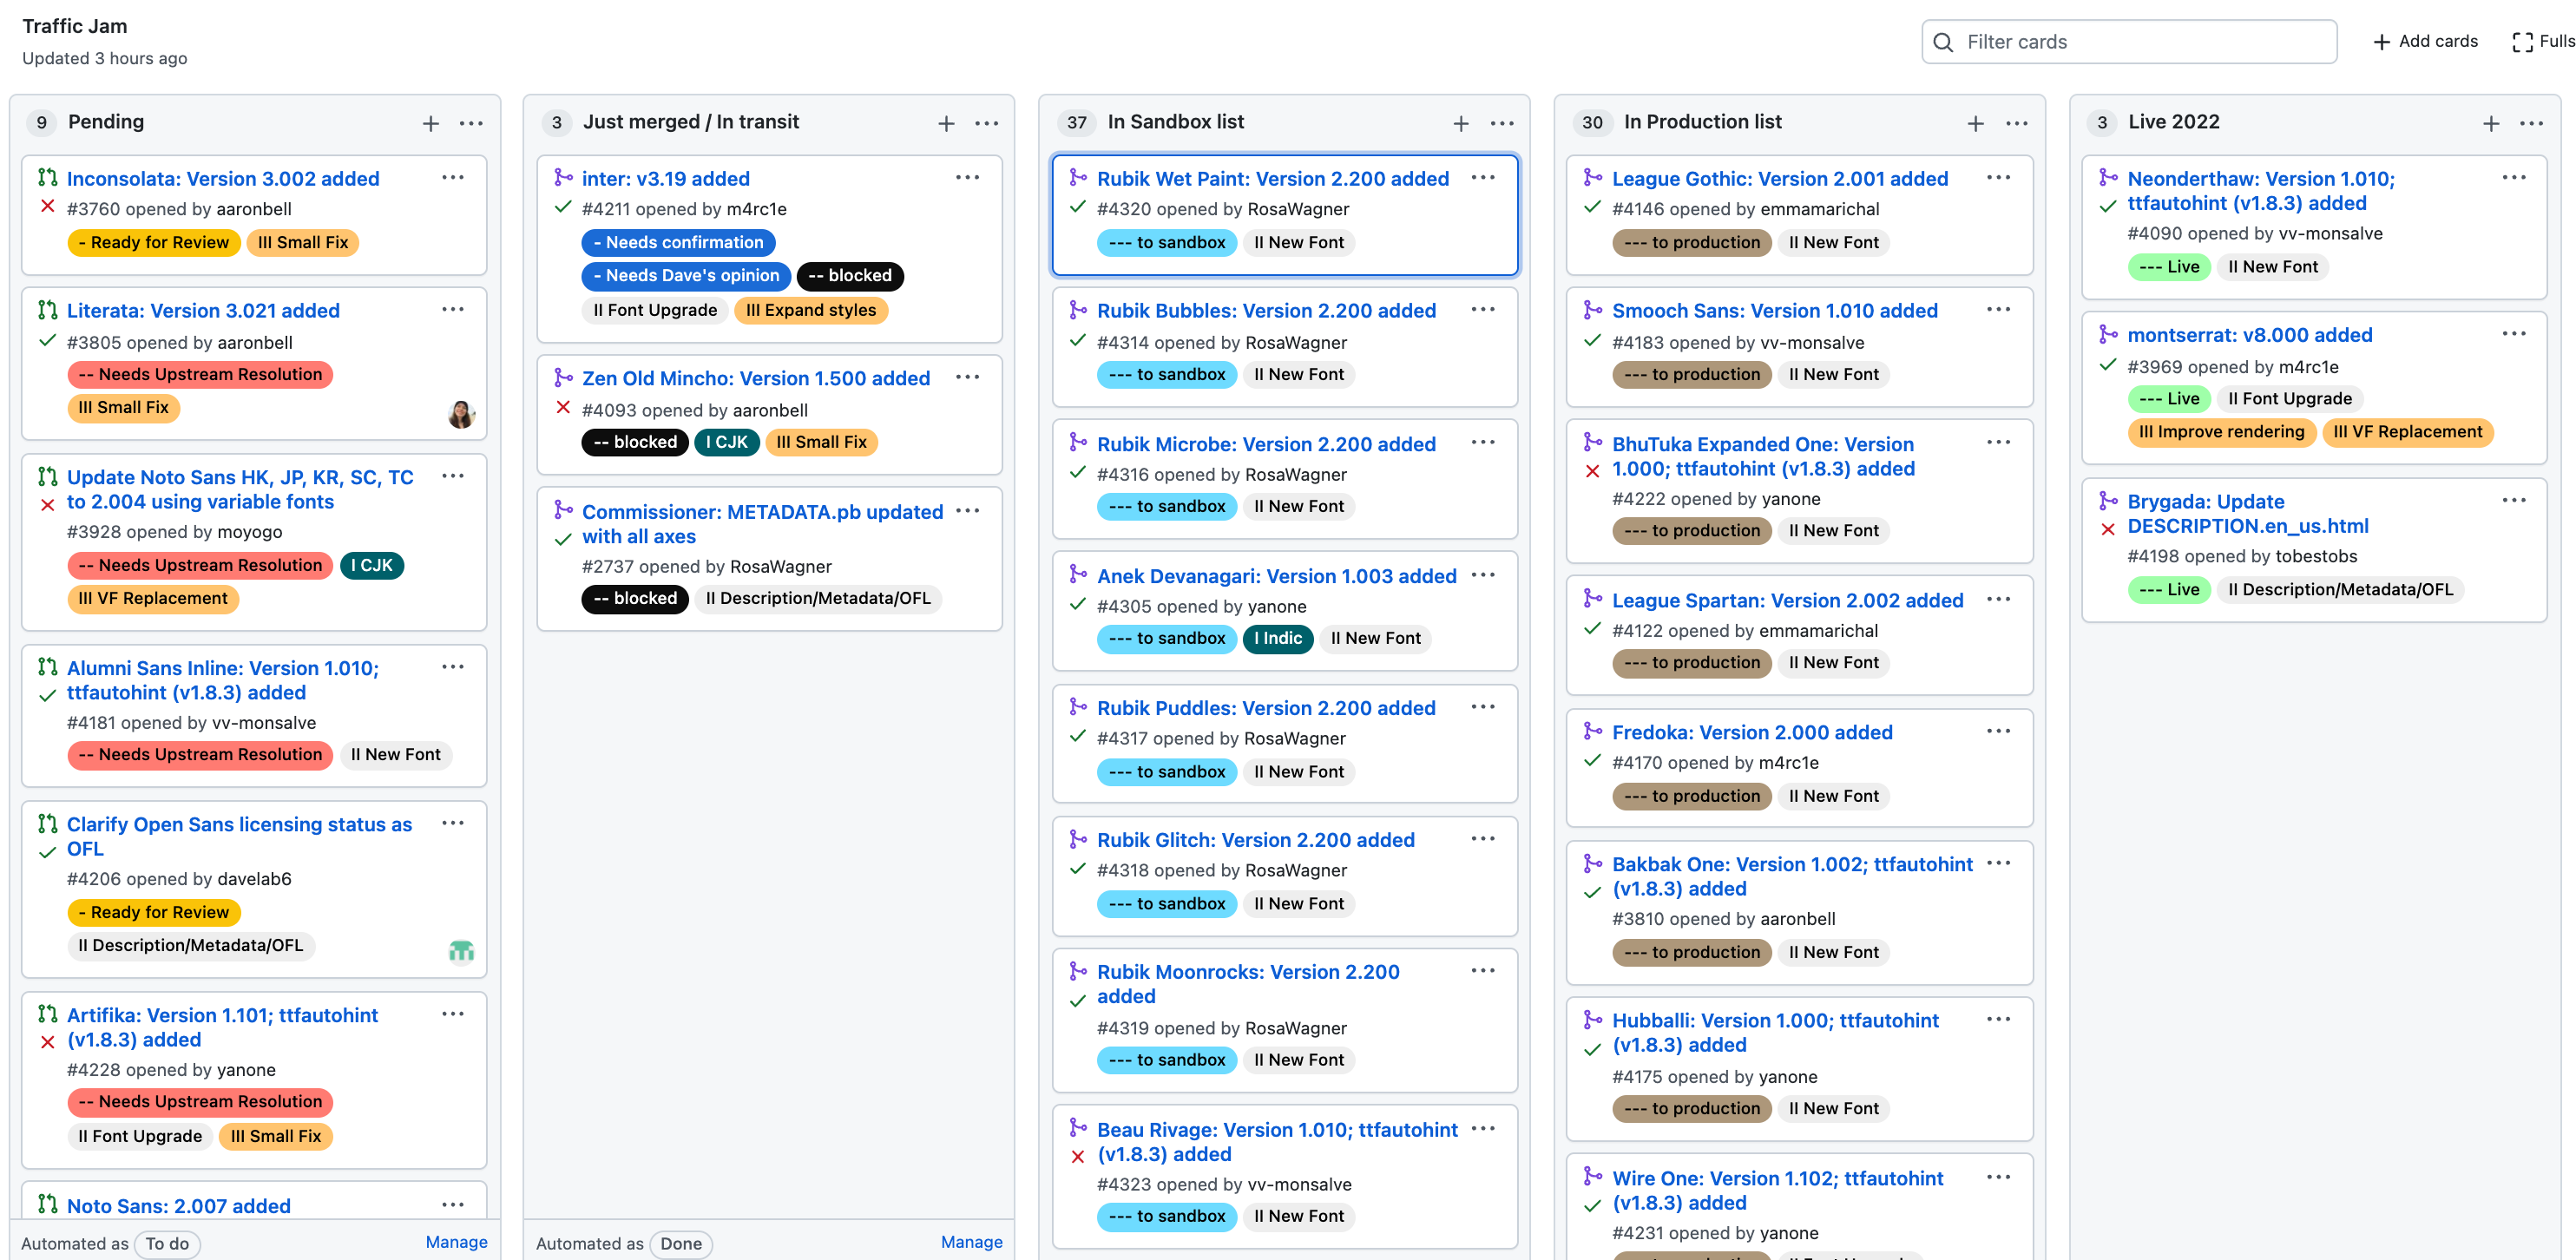 Traffic Jam
Updated 3 hours ago
Filter cards
Add cards
Fulls
9 Pending
Inconsolata: Version 3.002 added
#3760 opened by aaronbell
- Ready for Review
III Small Fix
Literata: Version 3.021 added
#3805 opened by aaronbell
-- Needs Upstream Resolution
III Small Fix
Update Noto Sans HK, JP, KR, SC, TC
to 2.004 using variable fonts
#3928 opened by moyogo
-- Needs Upstream Resolution
I CJK
III VF Replacement
Alumni Sans Inline: Version 1.010;
ttfautohint (v1.8.3) added
#4181 opened by vv-monsalve
-- Needs Upstream Resolution
II New Font
Clarify Open Sans licensing status as
OFL
#4206 opened by davelab6
- Ready for Review
II Description/Metadata/OFL
Artifika: Version 1.101; ttfautohint
(v1.8.3) added
#4228 opened by yanone
-- Needs Upstream Resolution
II Font Upgrade
III Small Fix
Noto Sans: 2.007 added
Automated as To do
Manage
3 Just merged / In transit
inter: v3.19 added
#4211 opened by m4rc1e
- Needs confirmation
- Needs Dave's opinion
-- blocked
II Font Upgrade
III Expand styles
Zen Old Mincho: Version 1.500 added
#4093 opened by aaronbell
-- blocked
I CJK
III Small Fix
Commissioner: METADATA.pb updated
with all axes
#2737 opened by RosaWagner
-- blocked
II Description/Metadata/OFL
Automated as Done
Manage
37 In Sandbox list
Rubik Wet Paint: Version 2.200 added
#4320 opened by RosaWagner
--- to sandbox
II New Font
Rubik Bubbles: Version 2.200 added
#4314 opened by RosaWagner
--- to sandbox
II New Font
Rubik Microbe: Version 2.200 added
#4316 opened by RosaWagner
--- to sandbox
II New Font
Anek Devanagari: Version 1.003 added
#4305 opened by yanone
--- to sandbox
I Indic
II New Font
Rubik Puddles: Version 2.200 added
#4317 opened by RosaWagner
--- to sandbox
II New Font
Rubik Glitch: Version 2.200 added
#4318 opened by RosaWagner
--- to sandbox
II New Font
Rubik Moonrocks: Version 2.200
added
#4319 opened by RosaWagner
--- to sandbox
II New Font
Beau Rivage: Version 1.010; ttfautohint
(v1.8.3) added
#4323 opened by vv-monsalve
--- to sandbox
II New Font
30 In Production list
League Gothic: Version 2.001 added
#4146 opened by emmamarichal
--- to production
II New Font
Smooch Sans: Version 1.010 added
#4183 opened by vv-monsalve
--- to production
II New Font
BhuTuka Expanded One: Version
1.000; ttfautohint (v1.8.3) added
#4222 opened by yanone
--- to production
II New Font
League Spartan: Version 2.002 added
#4122 opened by emmamarichal
--- to production
II New Font
Fredoka: Version 2.000 added
#4170 opened by m4rc1e
--- to production
II New Font
Bakbak One: Version 1.002; ttfautohint
(v1.8.3) added
#3810 opened by aaronbell
--- to production
II New Font
Hubballi: Version 1.000; ttfautohint
(v1.8.3) added
#4175 opened by yanone
--- to production
II New Font
Wire One: Version 1.102; ttfautohint
(v1.8.3) added
#4231 opened by yanone
3 Live 2022
Neonderthaw: Version 1.010;
ttfautohint (v1.8.3) added
#4090 opened by vv-monsalve
--- Live
II New Font
montserrat: v8.000 added
#3969 opened by m4rc1e
--- Live
II Font Upgrade
III Improve rendering
III VF Replacement
Brygada: Update
DESCRIPTION.en_us.html
#4198 opened by tobestobs
--- Live
II Description/Metadata/OFL